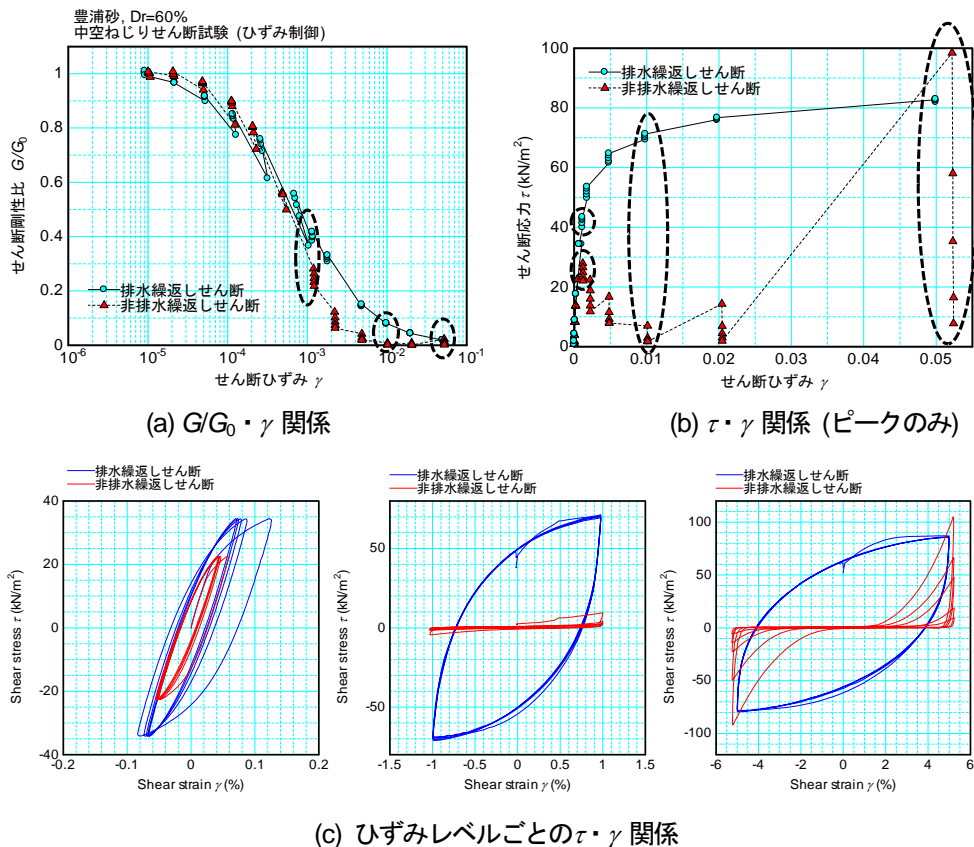 豊浦砂, Dr=60%
中空ねじりせん断試験 (ひずみ制御)
せん断剛性比 G/G0
1
0.8
0.6
0.4
0.2
0
排水繰返しせん断
非排水繰返しせん断
10-6
10-5
10-4
10-3
10-2
10-1
せん断ひずみ γ
(a) G/G0・γ 関係
せん断応力 τ (kN/m2)
100
80
60
40
20
0
排水繰返しせん断
非排水繰返しせん断
0
0.01
0.02
0.03
0.04
0.05
せん断ひずみ γ
(b) τ・γ 関係 (ピークのみ)
排水繰返しせん断
非排水繰返しせん断
Shear stress τ (kN/m2)
40
20
0
-20
-40
-0.2
-0.1
0
0.1
0.2
Shear strain γ (%)
排水繰返しせん断
非排水繰返しせん断
Shear stress τ (kN/m2)
50
0
-50
-1.5
-1
-0.5
0
0.5
1
1.5
Shear strain γ (%)
排水繰返しせん断
非排水繰返しせん断
Shear stress τ (kN/m2)
100
50
0
-50
-100
-6
-4
-2
0
2
4
6
Shear strain γ (%)
(c) ひずみレベルごとのτ・γ 関係